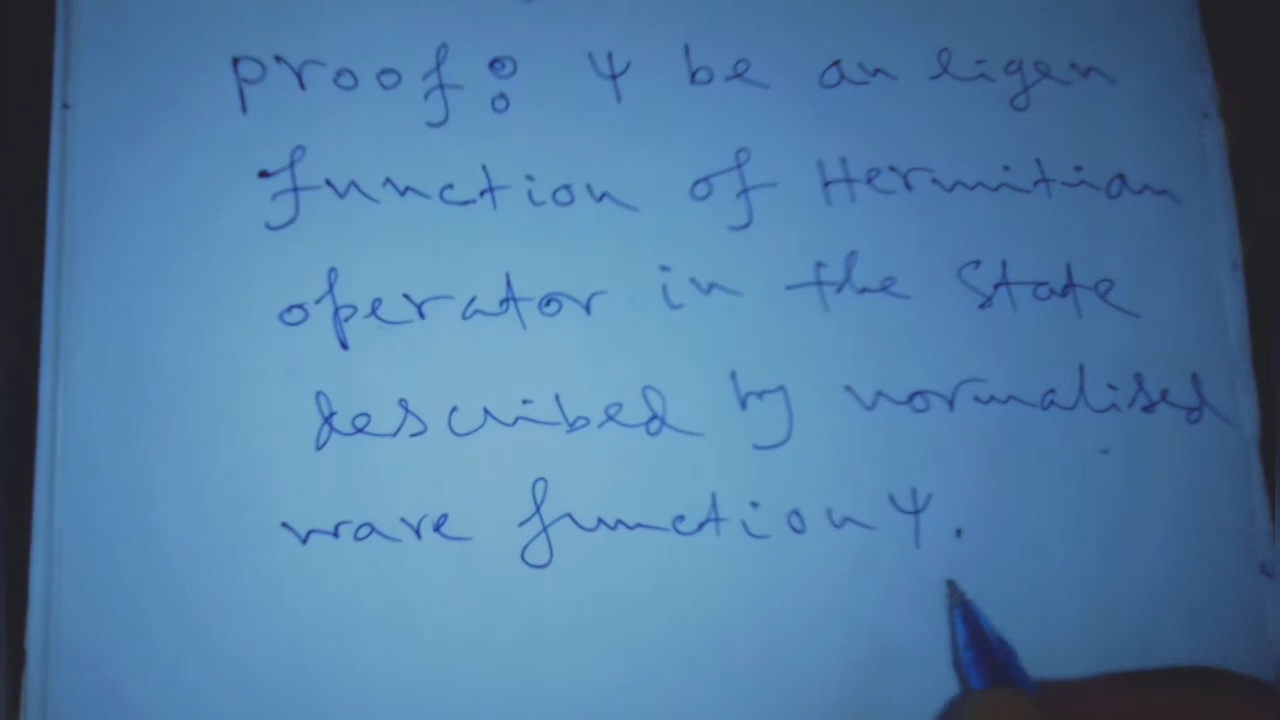 proof: ψ be an eigen
function of Hermitian
operator in the state
described by normalised
wave function ψ.